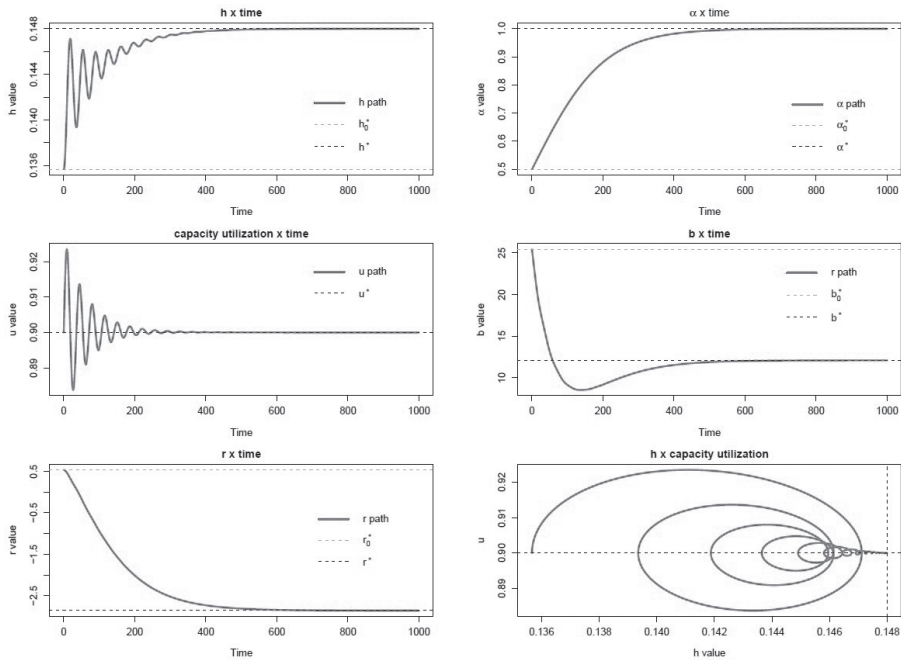 h x time
h value
0.136
0.140
0.144
0.148
h path
h₀*
h*
0
200
400
600
800
1000
Time
α x time
α value
0.5
0.6
0.7
0.8
0.9
1.0
α path
α₀*
α*
0
200
400
600
800
1000
Time
capacity utilization x time
u value
0.89
0.90
0.91
0.92
u path
u*
0
200
400
600
800
1000
Time
b x time
b value
10
15
20
25
r path
b₀*
b*
0
200
400
600
800
1000
Time
r x time
r value
-2.5
-1.5
-0.5
0.5
r path
r₀*
r*
0
200
400
600
800
1000
Time
h x capacity utilization
u
0.89
0.90
0.91
0.92
0.136
0.138
0.140
0.142
0.144
0.146
0.148
h value